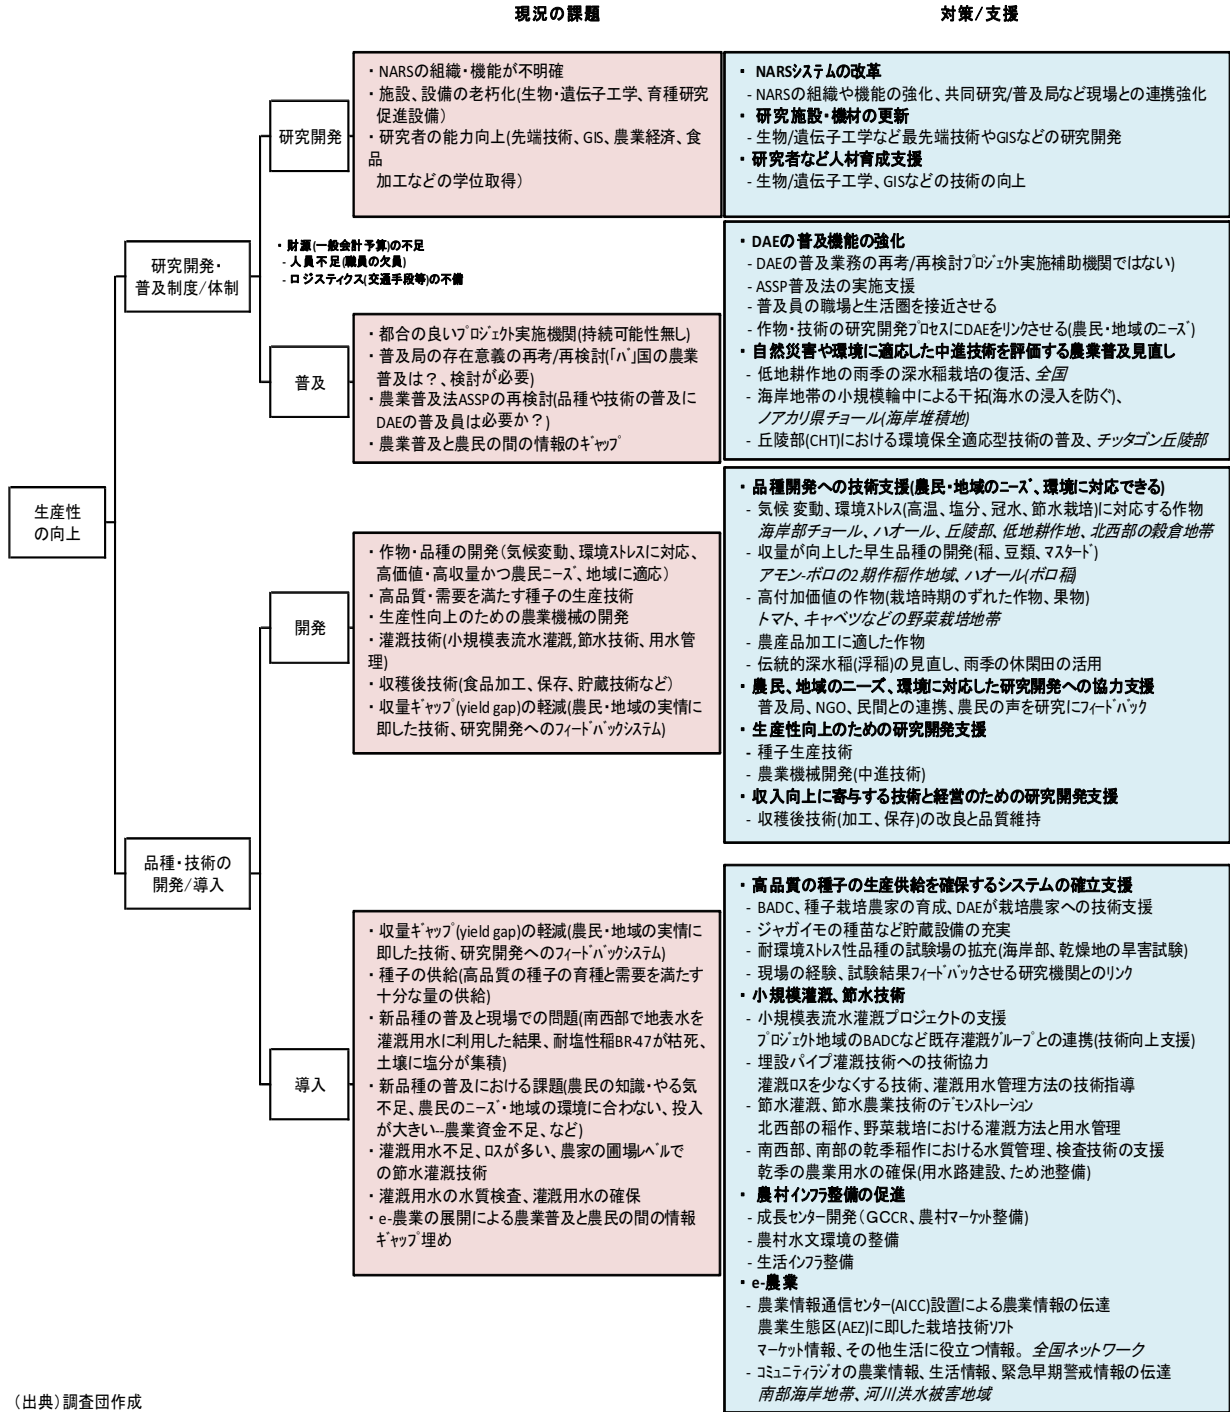 現況の課題
対策/支援
生産性
の向上
研究開発・
普及制度/体制
研究開発
・NARSの組織・機能が不明確
・施設、設備の老朽化(生物・遺伝子工学、育種研究
促進設備)
・研究者の能力向上(先端技術、GIS、農業経済、食
品
加工などの学位取得)
・NARSシステムの改革
- NARSの組織や機能の強化、共同研究/普及局など現場との連携強化
・研究施設・機材の更新
- 生物/遺伝子工学など最先端技術やGISなどの研究開発
・研究者など人材育成支援
- 生物/遺伝子工学、GISなどの技術の向上
・財源(一般会計予算)の不足
- 人員不足(職員の欠員)
- ロジスティクス(交通手段等)の不備
普及
・都合の良いプロジェクト実施機関(持続可能性無し)
・普及局の存在意義の再考/再検討(「バ」国の農業
普及は?、検討が必要)
・農業普及法ASSPの再検討(品種や技術の普及に
DAEの普及員は必要か?)
・農業普及と農民の間の情報のギャップ
・DAEの普及機能の強化
- DAEの普及業務の再考/再検討プロジェクト実施補助機関ではない)
- ASSP普及法の実施支援
- 普及員の職場と生活圏を接近させる
- 作物・技術の研究開発プロセスにDAEをリンクさせる(農民・地域のニーズ)
・自然災害や環境に適応した中進技術を評価する農業普及見直し
- 低地耕作地の雨季の深水稲栽培の復活、全国
- 海岸地帯の小規模輪中による干拓(海水の浸入を防ぐ)、
ノアカリ県チョール(海岸堆積地)
- 丘陵部(CHT)における環境保全適応型技術の普及、チッタゴン丘陵部
品種・技術の
開発/導入
開発
・作物・品種の開発(気候変動、環境ストレスに対応、
高価値・高収量かつ農民ニーズ、地域に適応)
・高品質・需要を満たす種子の生産技術
・生産性向上のための農業機械の開発
・灌漑技術(小規模表流水灌漑,節水技術、用水管
理)
・収穫後技術(食品加工、保存、貯蔵技術など)
・収量ギャップ(yield gap)の軽減(農民・地域の実情に
即した技術、研究開発へのフィードバックシステム)
・品種開発への技術支援(農民・地域のニーズ、環境に対応できる)
- 気候 変動、環境ストレス(高温、塩分、冠水、節水栽培)に対応する作物
海岸部チョール、ハオール、丘陵部、低地耕作地、北西部の穀倉地帯
- 収量が向上した早生品種の開発(稲、豆類、マスタード)
アモン-ボロの2期作稲作地域、ハオール(ボロ稲)
- 高付加価値の作物(栽培時期のずれた作物、果物)
トマト、キャベツなどの野菜栽培地帯
- 農産品加工に適した作物
- 伝統的深水稲(浮稲)の見直し、雨季の休閑田の活用
・農民、地域のニーズ、環境に対応した研究開発への協力支援
普及局、NGO、民間との連携、農民の声を研究にフィードバック
・生産性向上のための研究開発支援
- 種子生産技術
- 農業機械開発(中進技術)
・収入向上に寄与する技術と経営のための研究開発支援
- 収穫後技術(加工、保存)の改良と品質維持
導入
・収量ギャップ(yield gap)の軽減(農民・地域の実情に
即した技術、研究開発へのフィードバックシステム)
・種子の供給(高品質の種子の育種と需要を満たす
十分な量の供給)
・新品種の普及と現場での問題(南西部で地表水を
灌漑用水に利用した結果、耐塩性稲BR-47が枯死、
土壌に塩分が集積)
・新品種の普及における課題(農民の知識・やる気
不足、農民のニーズ・地域の環境に合わない、投入
が大きい--農業資金不足、など)
・灌漑用水不足、ロスが多い、農家の圃場レベルで
の節水灌漑技術
・灌漑用水の水質検査、灌漑用水の確保
・e-農業の展開による農業普及と農民の間の情報
ギャップ埋め
・高品質の種子の生産供給を確保するシステムの確立支援
- BADC、種子栽培農家の育成、DAEが栽培農家への技術支援
- ジャガイモの種苗など貯蔵設備の充実
- 耐環境ストレス性品種の試験場の拡充(海岸部、乾燥地の旱害試験)
- 現場の経験、試験結果フィードバックさせる研究機関とのリンク
・小規模灌漑、節水技術
- 小規模表流水灌漑プロジェクトの支援
プロジェクト地域のBADCなど既存灌漑グループとの連携(技術向上支援)
- 埋設パイプ灌漑技術への技術協力
灌漑ロスを少なくする技術、灌漑用水管理方法の技術指導
- 節水灌漑、節水農業技術のデモンストレーション
北西部の稲作、野菜栽培における灌漑方法と用水管理
- 南西部、南部の乾季稲作における水質管理、検査技術の支援
乾季の農業用水の確保(用水路建設、ため池整備)
・農村インフラ整備の促進
- 成長センター開発(GCCR、農村マーケット整備)
- 農村水文環境の整備
- 生活インフラ整備
・e-農業
- 農業情報通信センター(AICC)設置による農業情報の伝達
農業生態区(AEZ)に即した栽培技術ソフト
マーケット情報、その他生活に役立つ情報。 全国ネットワーク
- コミュニティラジオの農業情報、生活情報、緊急早期警戒情報の伝達
南部海岸地帯、河川洪水被害地域
(出典)調査団作成